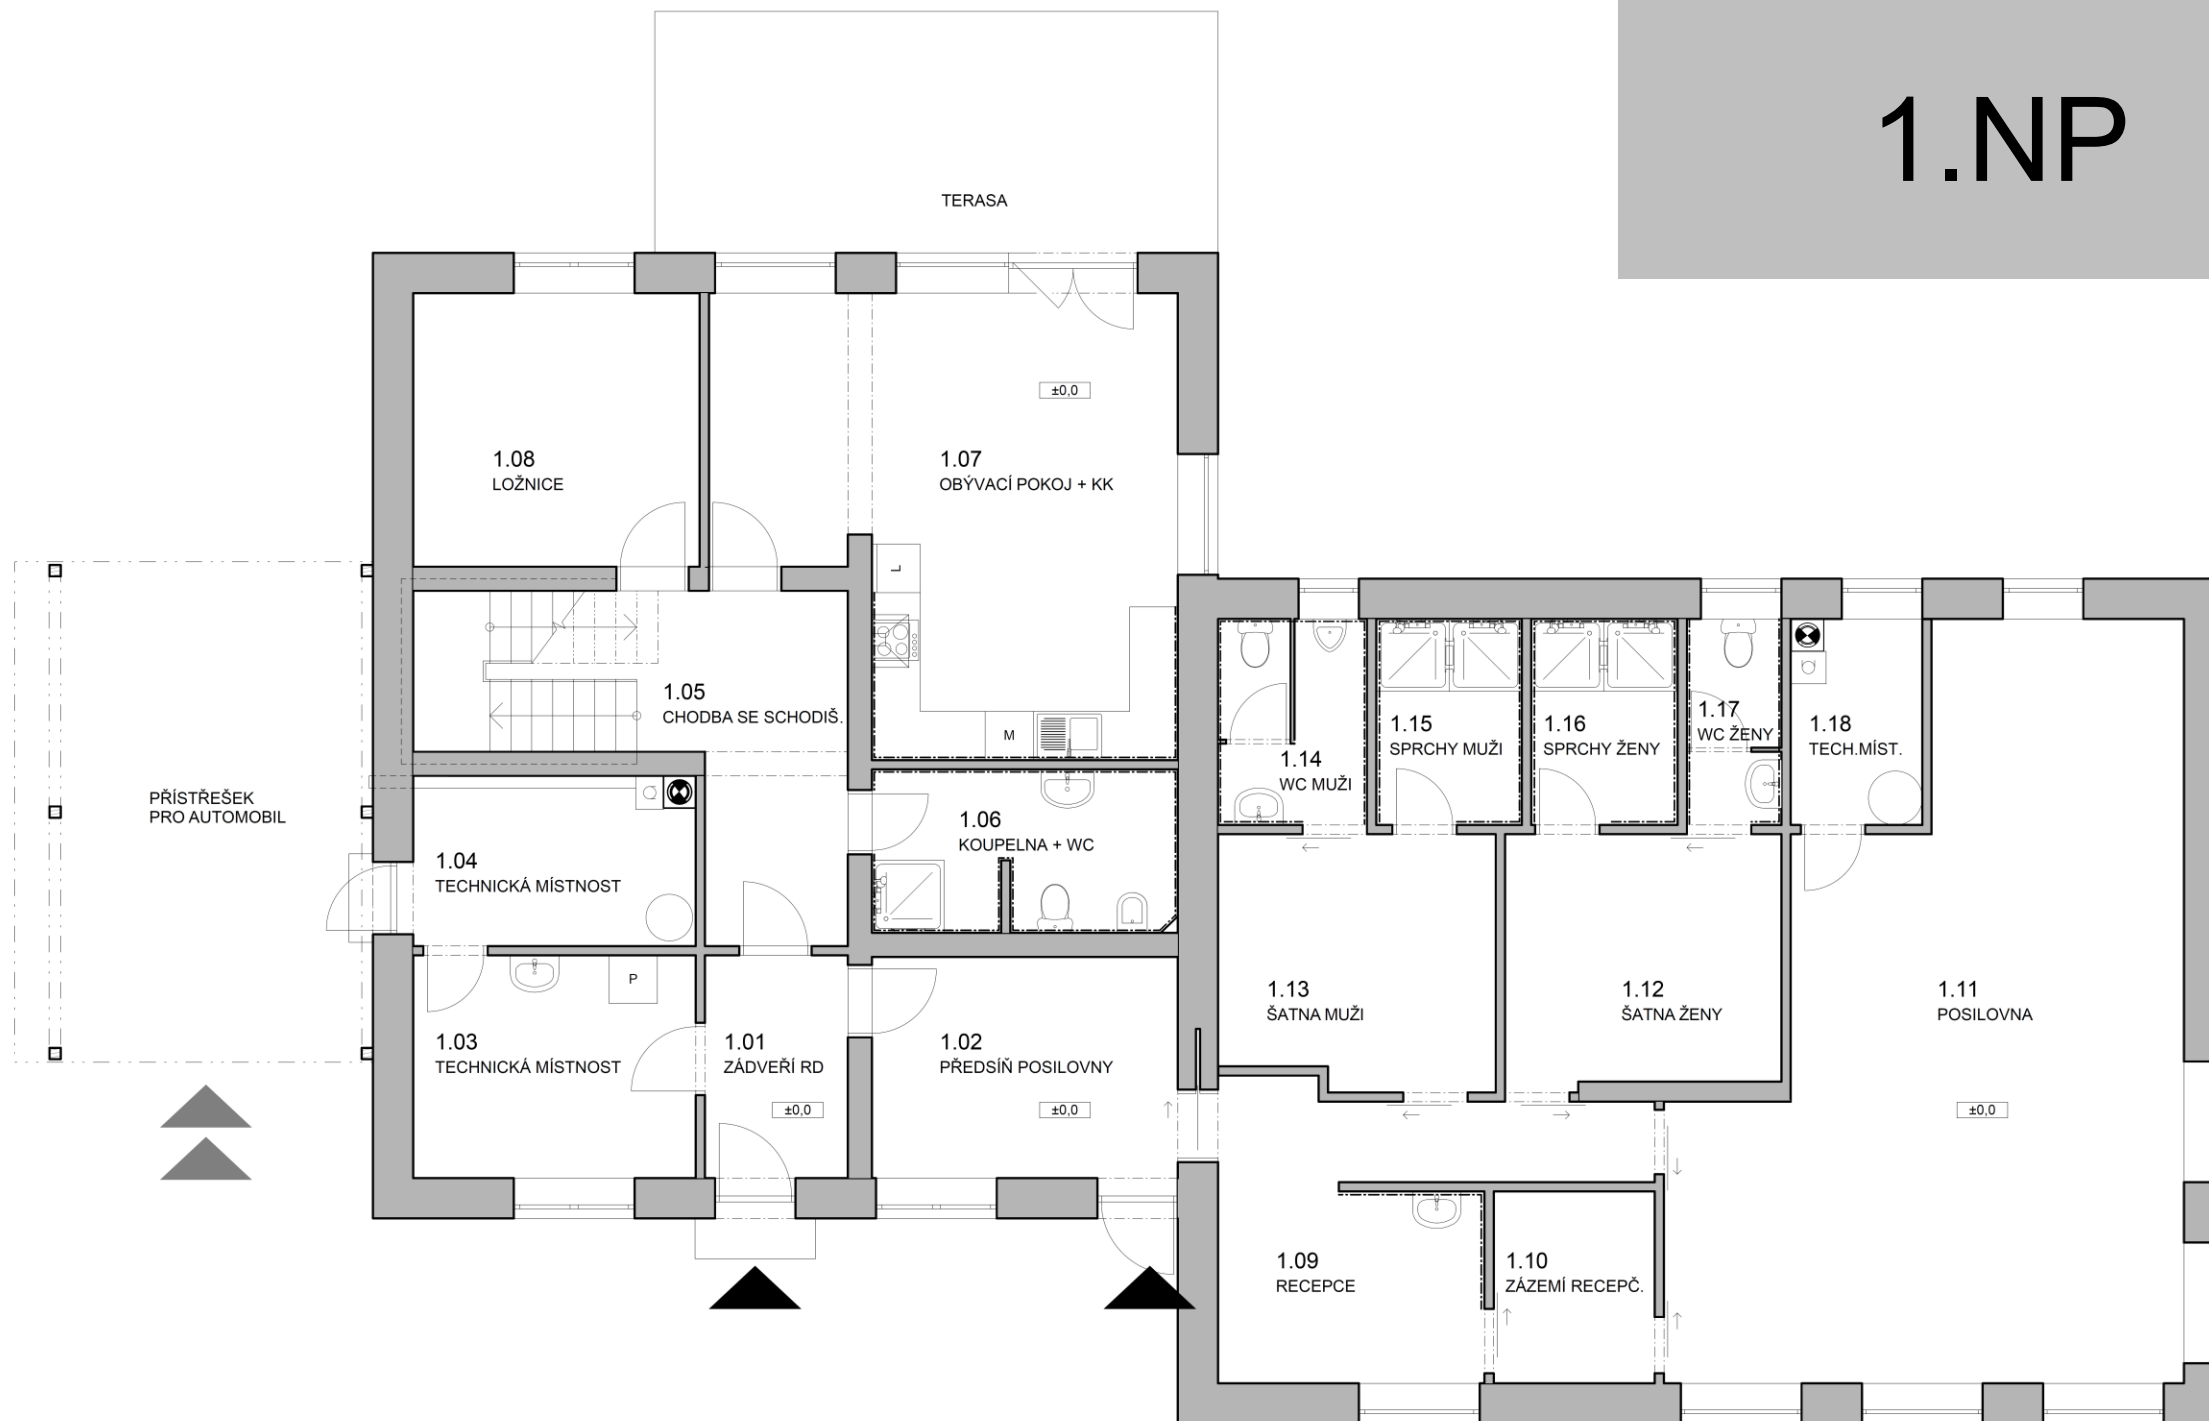 1.NP
TERASA
±0,0
1.08
LOŽNICE
1.07
OBÝVACÍ POKOJ + KK
L
1.05
CHODBA SE SCHODIŠ.
M
1.14
WC MUŽI
1.15
SPRCHY MUŽI
1.16
SPRCHY ŽENY
1.17
WC ŽENY
1.18
TECH.MÍST.
PŘÍSTŘEŠEK
PRO AUTOMOBIL
1.06
KOUPELNA + WC
1.04
TECHNICKÁ MÍSTNOST
P
1.13
ŠATNA MUŽI
1.12
ŠATNA ŽENY
1.11
POSILOVNA
1.03
TECHNICKÁ MÍSTNOST
1.01
ZÁDVEŘÍ RD
1.02
PŘEDSÍŇ POSILOVNY
±0,0
±0,0
±0,0
1.09
RECEPCE
1.10
ZÁZEMÍ RECEPČ.